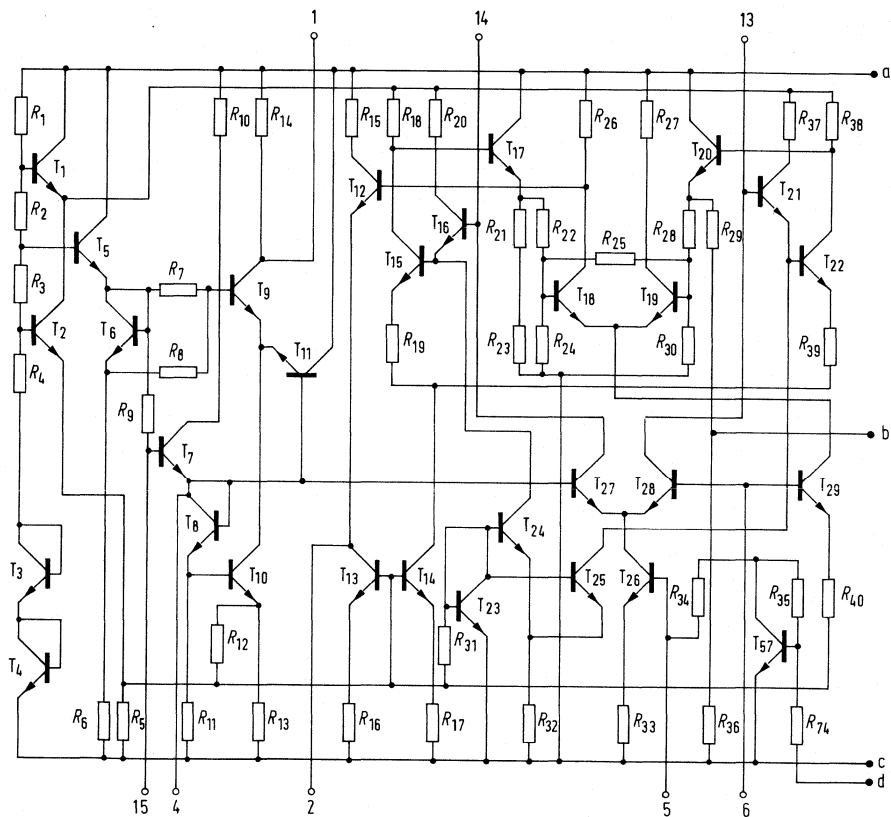 1 14 13
a
R1 R10 R14 R15 R18 R20 T17 R26 R27 T20 R37 R38
T1 T12 T21
R2 T5 R7 T9 T16 R21 R22 R25 R28 R29
R3 T2 T6 T15 T18 T19 T22
R4 R8 T11 R19 R23 R24 R30 R39
R9
b
T7 T27 T28 T29
T8 T24
T3 T10 T13 T14 T23 T25 T26 R34 R35 R40
T4 R12 R31 T57
R6 R5 R11 R13 R16 R17 R32 R33 R36 R74
c
d
15 4 2 5 6